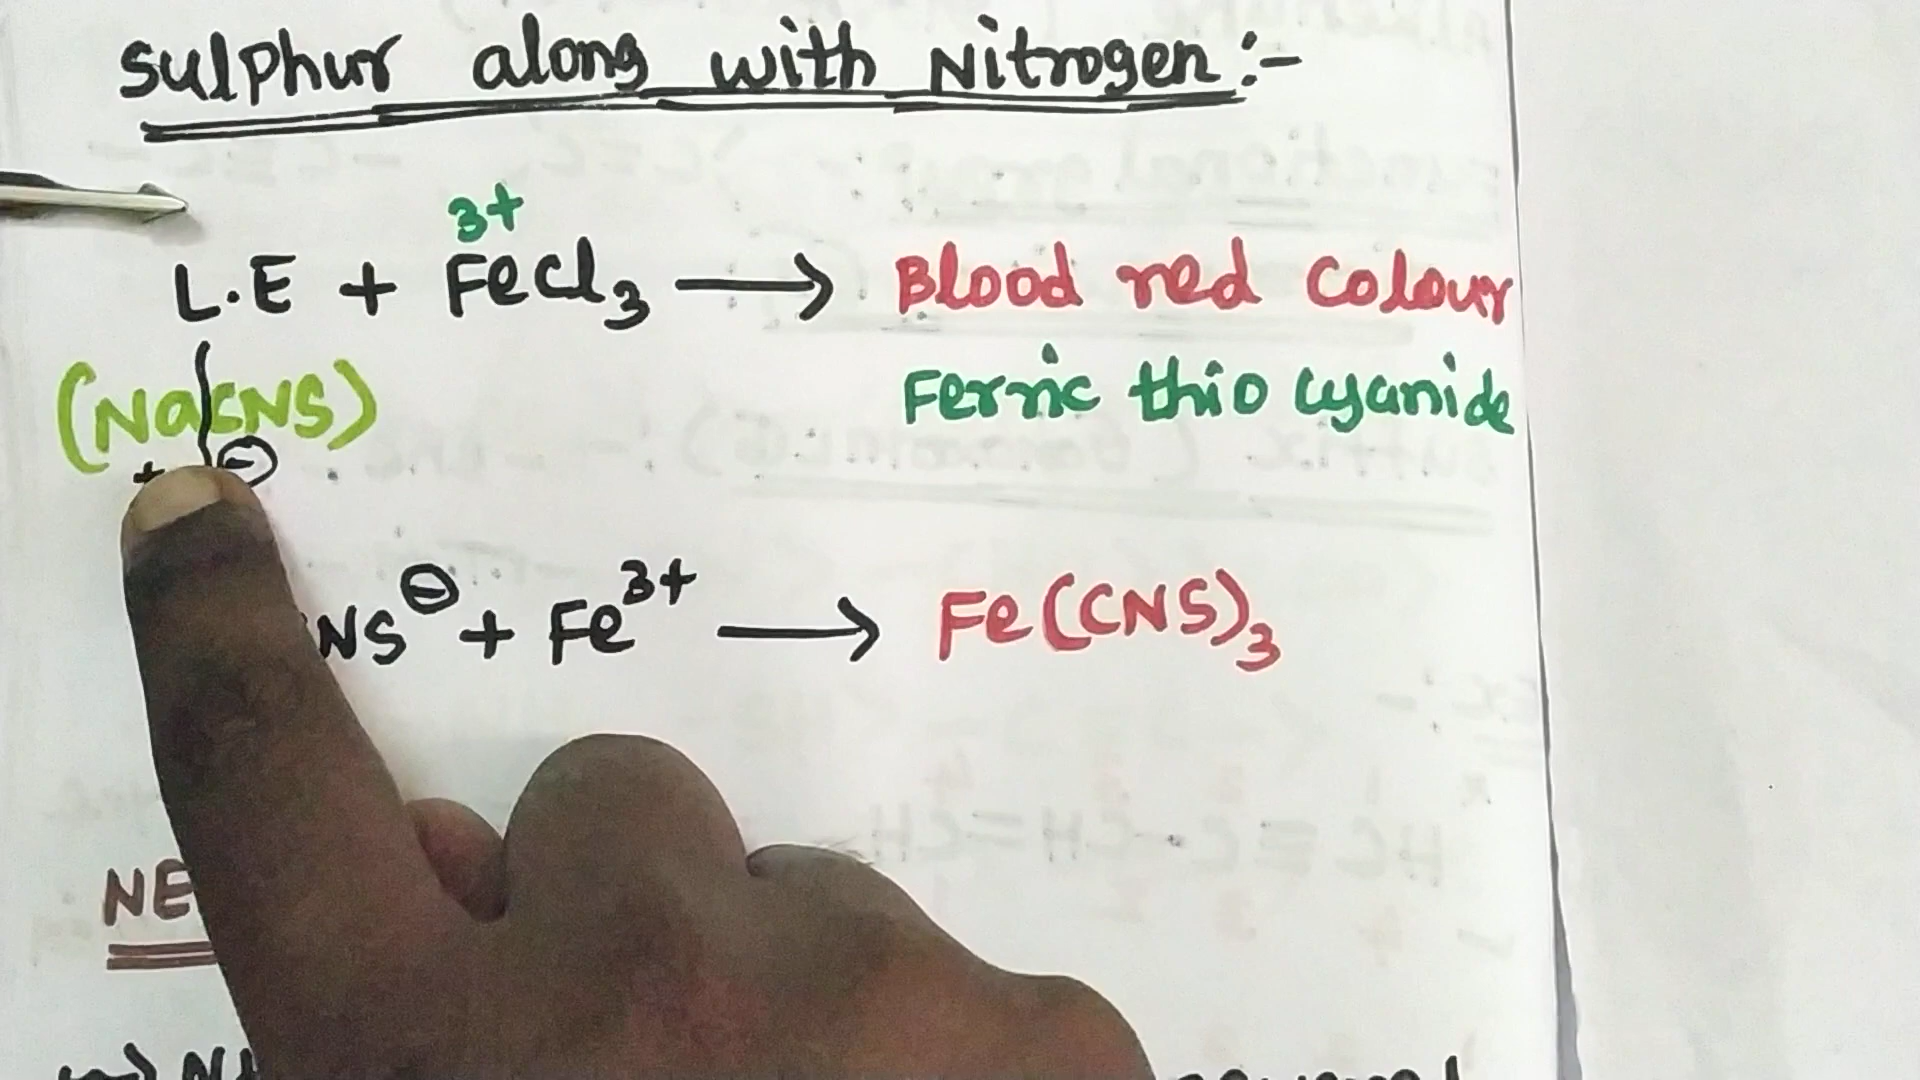 Sulphur along with Nitrogen:-
3+
L.E + FeCl3 → Blood red Colour
(NaCNS) Ferric thio cyanide
+ ⊖
NS⊖ + Fe3+ → Fe(CNS)3
NE